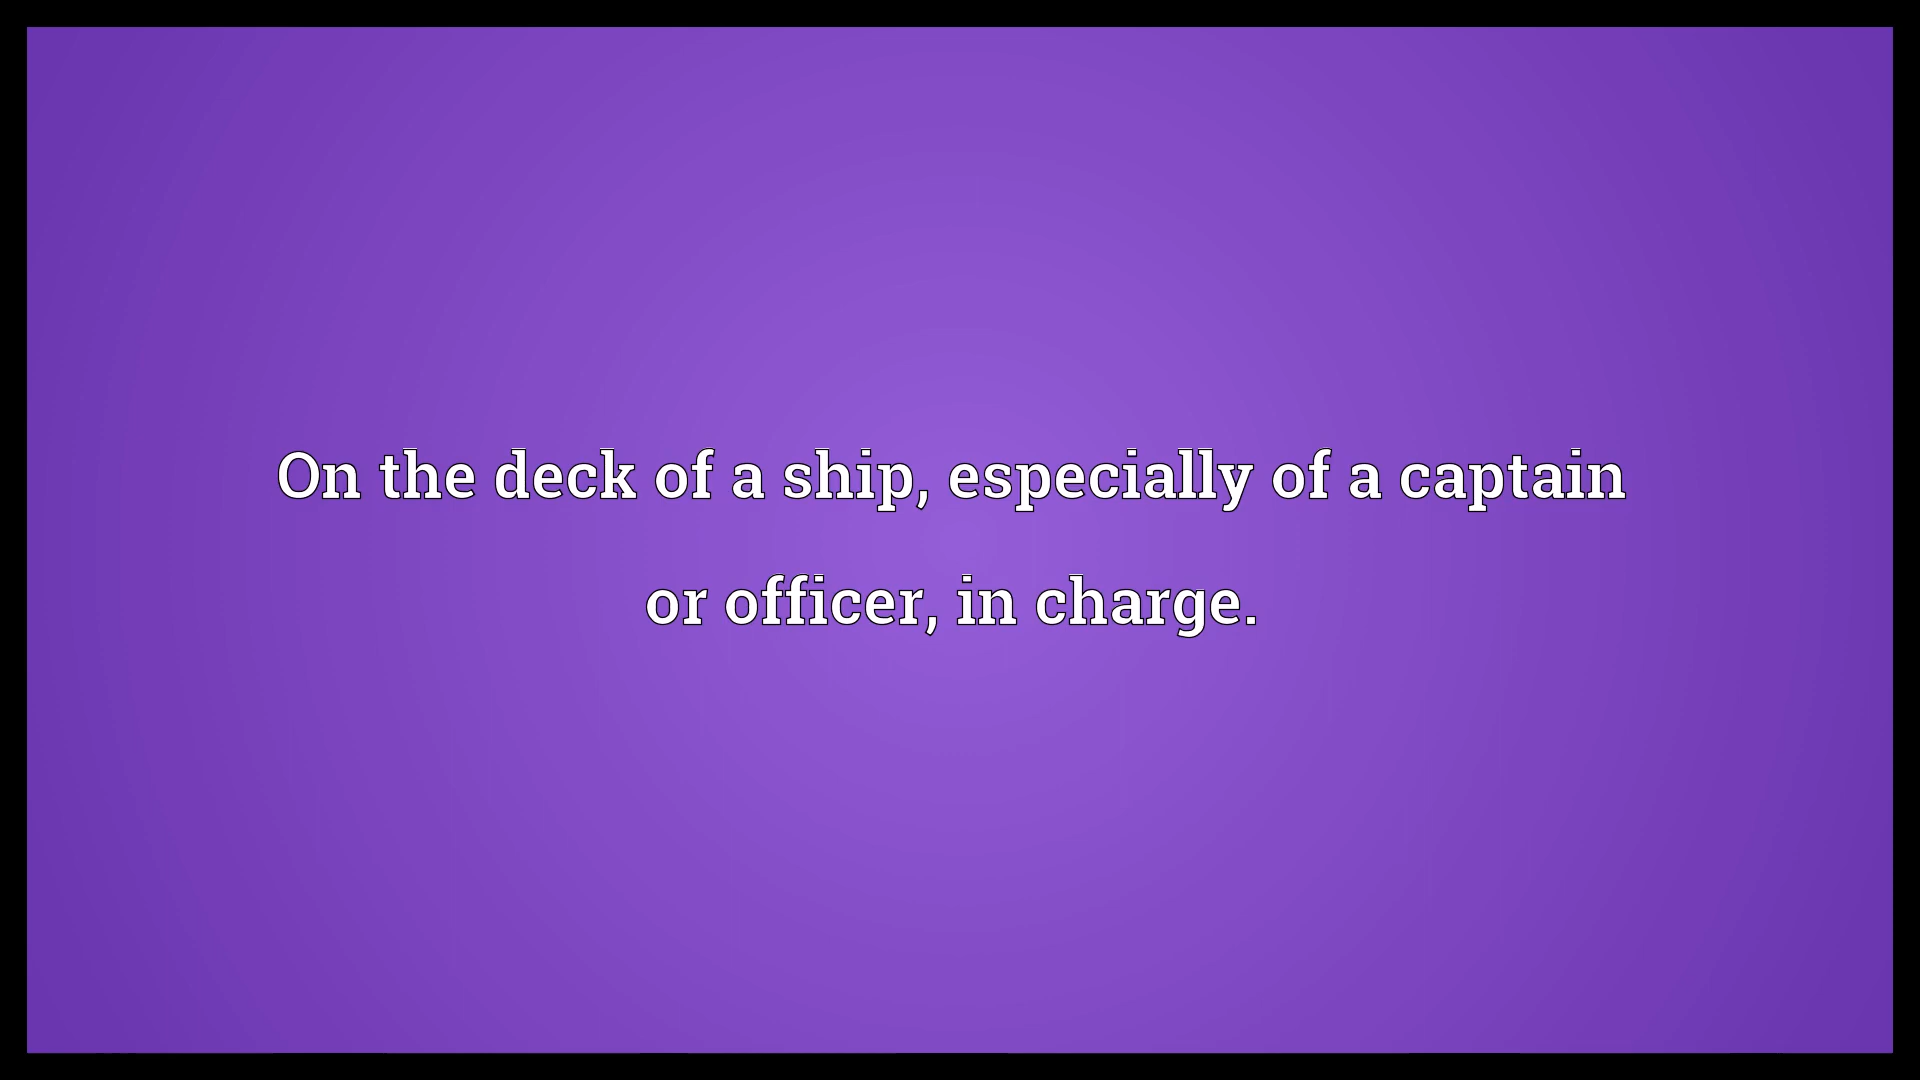 On the deck of a ship, especially of a captain
or officer, in charge.